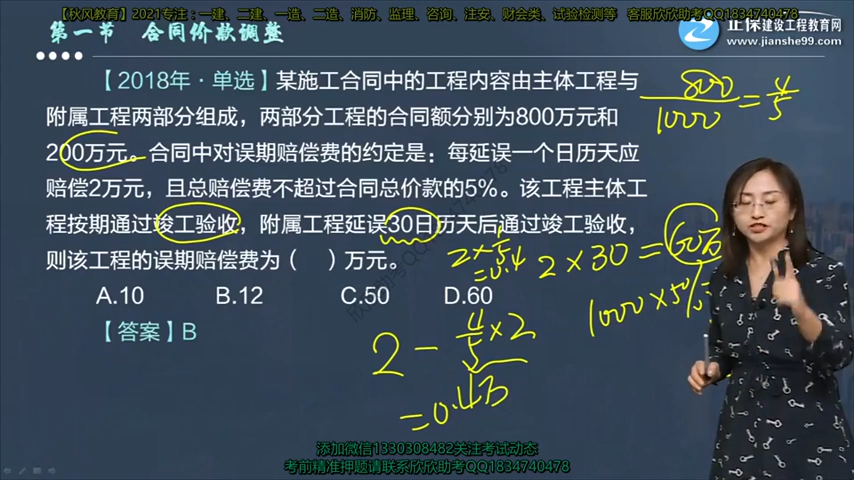 【秋风教育】2021专注：一建、二建、一造、二造、消防、监理、咨询、注安、财会类、试验检测等 客服欣欣助考QQ1834740478
第一节 合同价款调整
正保建设工程教育网
www.jianshe99.com
【2018年·单选】某施工合同中的工程内容由主体工程与
附属工程两部分组成，两部分工程的合同额分别为800万元和
200万元。合同中对误期赔偿费的约定是：每延误一个日历天应
赔偿2万元，且总赔偿费不超过合同总价款的5%。该工程主体工
程按期通过竣工验收，附属工程延误30日历天后通过竣工验收，
则该工程的误期赔偿费为（ ）万元。
A.10 B.12 C.50 D.60
【答案】B
800/1000=4/5
2×1/5
=0.4
2×30=60万
1000×5%=
2-4/5×2
=0.4万
添加微信1330308482关注考试动态
考前精准押题请联系欣欣助考QQ1834740478